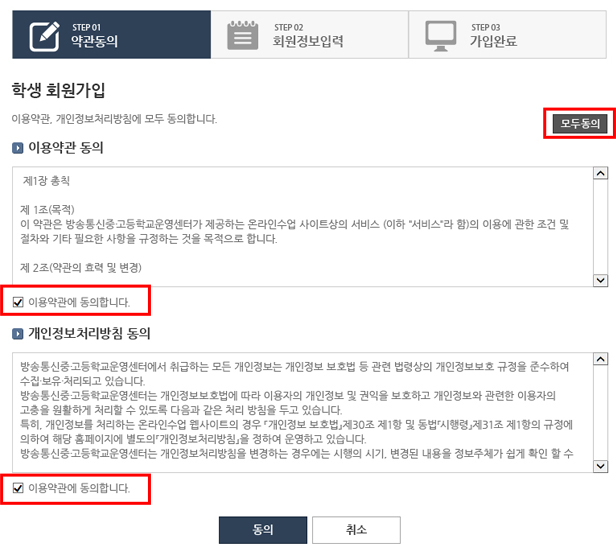 STEP 01
약관동의
STEP 02
회원정보입력
STEP 03
가입완료
학생 회원가입
이용약관, 개인정보처리방침에 모두 동의합니다.
모두동의
이용약관 동의
제1장 총칙
제 1조(목적)
이 약관은 방송통신중·고등학교운영센터가 제공하는 온라인수업 사이트상의 서비스 (이하 "서비스"라 함)의 이용에 관한 조건 및
절차와 기타 필요한 사항을 규정하는 것을 목적으로 합니다.
제 2조(약관의 효력 및 변경)
이용약관에 동의합니다.
개인정보처리방침 동의
방송통신중·고등학교운영센터에서 취급하는 모든 개인정보는 개인정보 보호법 등 관련 법령상의 개인정보보호 규정을 준수하여
수집·보유·처리되고 있습니다.
방송통신중·고등학교운영센터는 개인정보보호법에 따라 이용자의 개인정보 및 권익을 보호하고 개인정보와 관련한 이용자의
고충을 원활하게 처리할 수 있도록 다음과 같은 처리 방침을 두고 있습니다.
특히, 개인정보를 처리하는 온라인수업 웹사이트의 경우 「개인정보 보호법」제30조 제1항 및 동법「시행령」제31조 제1항의 규정에
의하여 해당 홈페이지에 별도의「개인정보처리방침」을 정하여 운영하고 있습니다.
방송통신중·고등학교운영센터는 개인정보처리방침을 변경하는 경우에는 시행의 시기, 변경된 내용을 정보주체가 쉽게 확인 할 수
이용약관에 동의합니다.
동의
취소